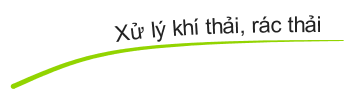 Xử lý khí thải, rác thải